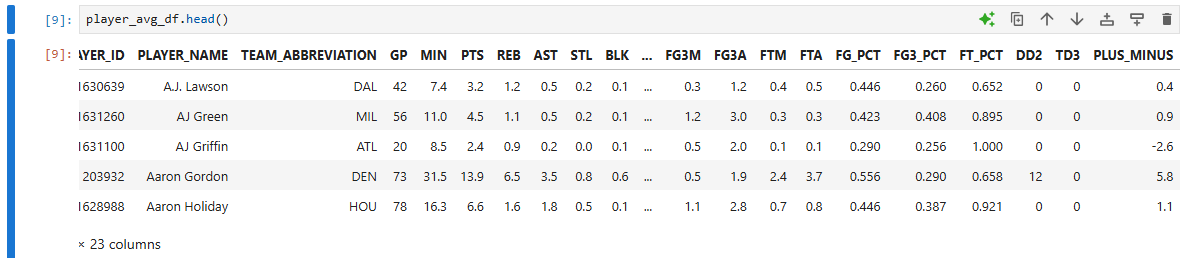 [9]: player_avg_df.head()
[9]: AYER_ID PLAYER_NAME TEAM_ABBREVIATION GP MIN PTS REB AST STL BLK ... FG3M FG3A FTM FTA FG_PCT FG3_PCT FT_PCT DD2 TD3 PLUS_MINUS
1630639 A.J. Lawson DAL 42 7.4 3.2 1.2 0.5 0.2 0.1 ... 0.3 1.2 0.4 0.5 0.446 0.260 0.652 0 0 0.4
1631260 AJ Green MIL 56 11.0 4.5 1.1 0.5 0.2 0.1 ... 1.2 3.0 0.3 0.3 0.423 0.408 0.895 0 0 0.9
1631100 AJ Griffin ATL 20 8.5 2.4 0.9 0.2 0.0 0.1 ... 0.5 2.0 0.1 0.1 0.290 0.256 1.000 0 0 -2.6
203932 Aaron Gordon DEN 73 31.5 13.9 6.5 3.5 0.8 0.6 ... 0.5 1.9 2.4 3.7 0.556 0.290 0.658 12 0 5.8
1628988 Aaron Holiday HOU 78 16.3 6.6 1.6 1.8 0.5 0.1 ... 1.1 2.8 0.7 0.8 0.446 0.387 0.921 0 0 1.1
× 23 columns